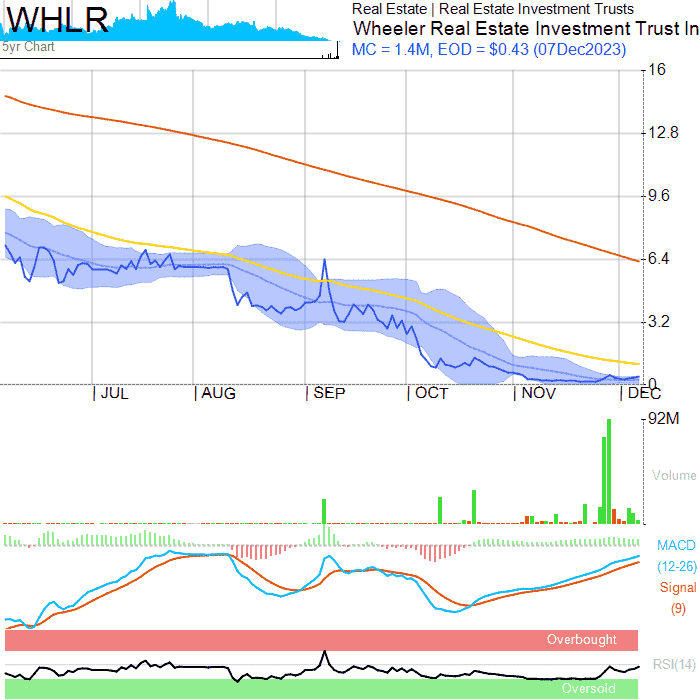 WHLR
5yr Chart
Real Estate | Real Estate Investment Trusts
Wheeler Real Estate Investment Trust In
MC = 1.4M, EOD = $0.43 (07Dec2023)
16
12.8
9.6
6.4
3.2
0
JUL AUG SEP OCT NOV DEC
92M
Volume
MACD
(12-26)
Signal
(9)
Overbought
RSI(14)
Oversold